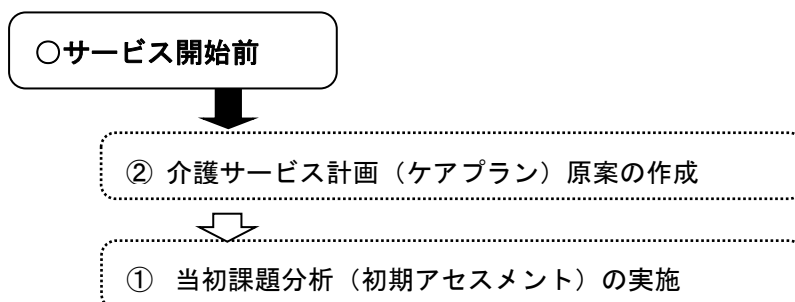 ○サービス開始前
② 介護サービス計画（ケアプラン）原案の作成
① 当初課題分析（初期アセスメント）の実施